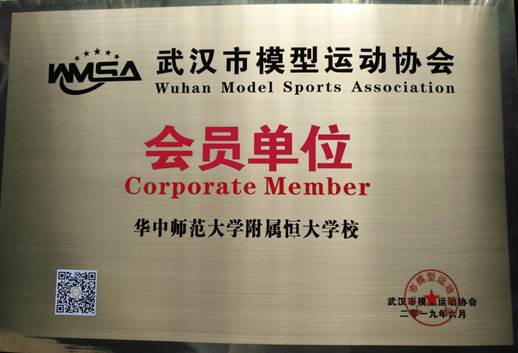 WMSA
武汉市模型运动协会
Wuhan Model Sports Association
会员单位
Corporate Member
华中师范大学附属恒大学校
武汉市模型运动协会
二零一九年六月